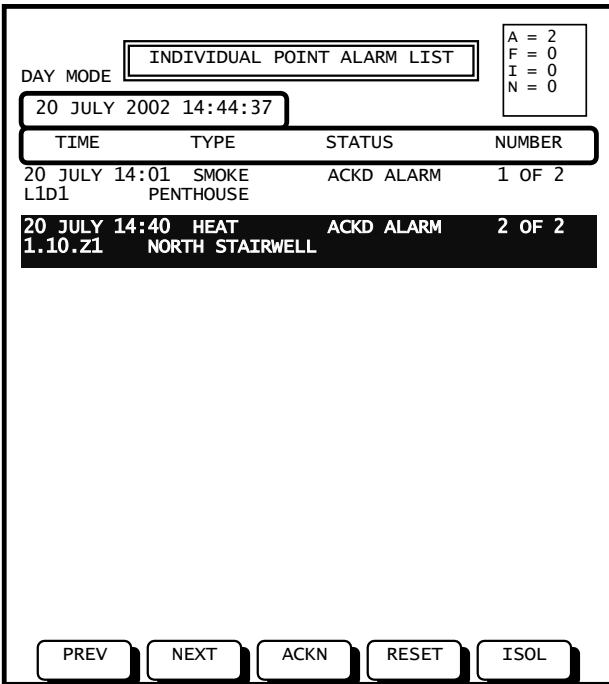 INDIVIDUAL POINT ALARM LIST
A = 2
F = 0
I = 0
N = 0
DAY MODE
20 JULY 2002 14:44:37
TIME TYPE STATUS NUMBER
20 JULY 14:01 SMOKE ACKD ALARM 1 OF 2
L1D1 PENTHOUSE
20 JULY 14:40 HEAT ACKD ALARM 2 OF 2
1.10.Z1 NORTH STAIRWELL
PREV NEXT ACKN RESET ISOL